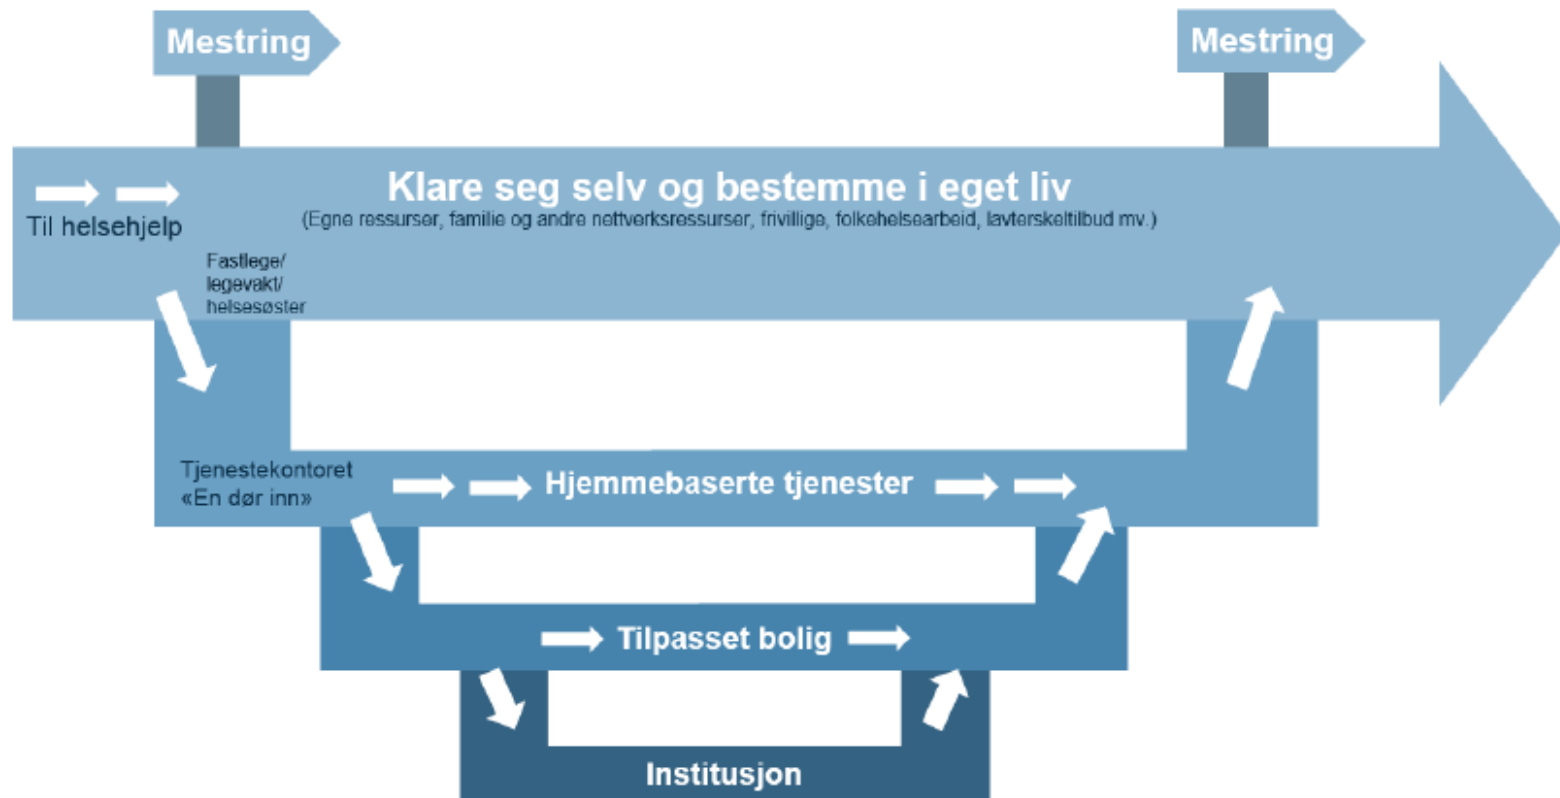 Mestring
Mestring
Klare seg selv og bestemme i eget liv
(Egne ressurser, familie og andre nettverksressurser, frivillige, folkehelsearbeid, lavterskeltilbud mv.)
Til helsehjelp
Fastlege/
legevakt/
helsesøster
Tjenestekontoret
«En dør inn»
Hjemmebaserte tjenester
Tilpasset bolig
Institusjon